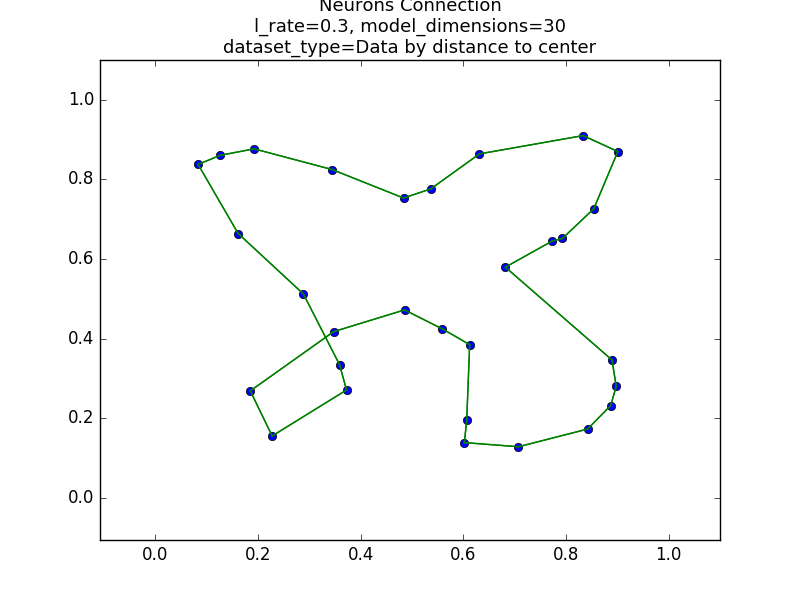 Neurons Connection
l_rate=0.3, model_dimensions=30
dataset_type=Data by distance to center
1.0
0.8
0.6
0.4
0.2
0.0
0.0 0.2 0.4 0.6 0.8 1.0